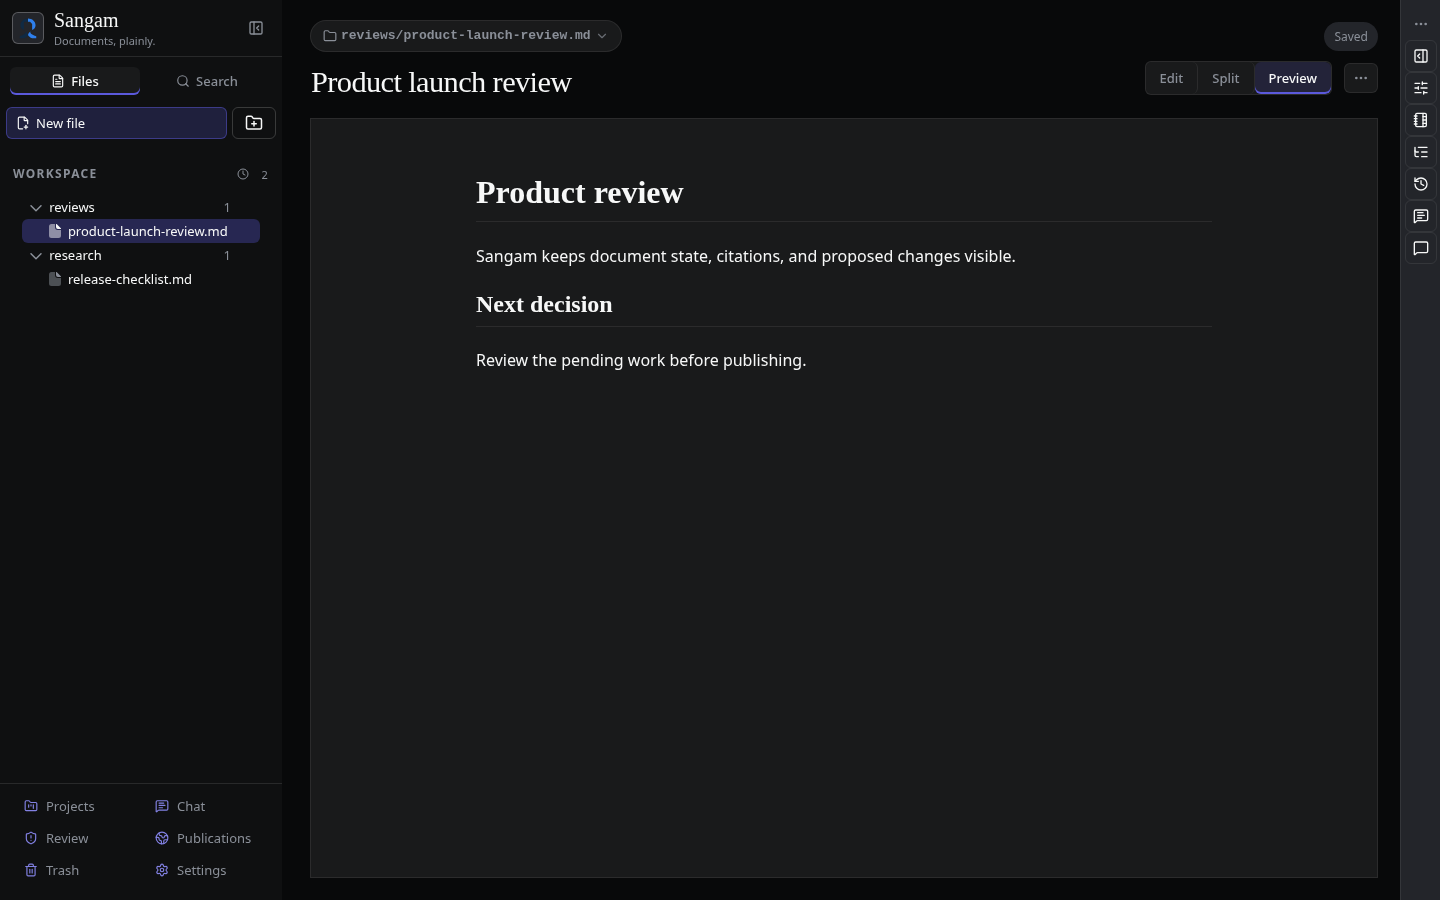 Sangam
Documents, plainly.
Files
Search
New file
WORKSPACE
2
reviews
1
product-launch-review.md
research
1
release-checklist.md
Projects
Chat
Review
Publications
Trash
Settings
reviews/product-launch-review.md
Saved
Product launch review
Edit
Split
Preview
Product review
Sangam keeps document state, citations, and proposed changes visible.
Next decision
Review the pending work before publishing.